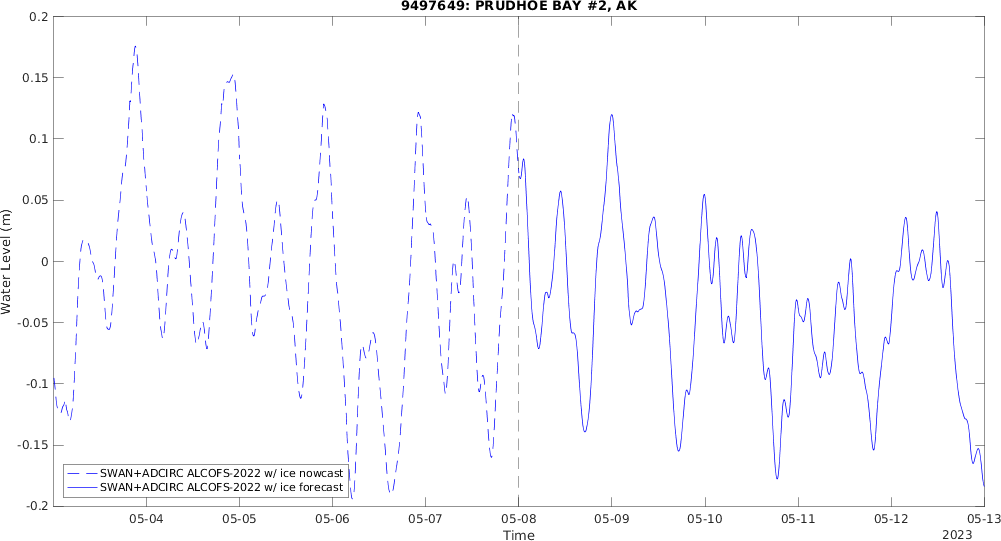 9497649: PRUDHOE BAY #2, AK
0.2
0.15
0.1
0.05
0
-0.05
-0.1
-0.15
-0.2
Water Level (m)
SWAN+ADCIRC ALCOFS-2022 w/ ice nowcast
SWAN+ADCIRC ALCOFS-2022 w/ ice forecast
05-04 05-05 05-06 05-07 05-08 05-09 05-10 05-11 05-12 05-13
Time
2023